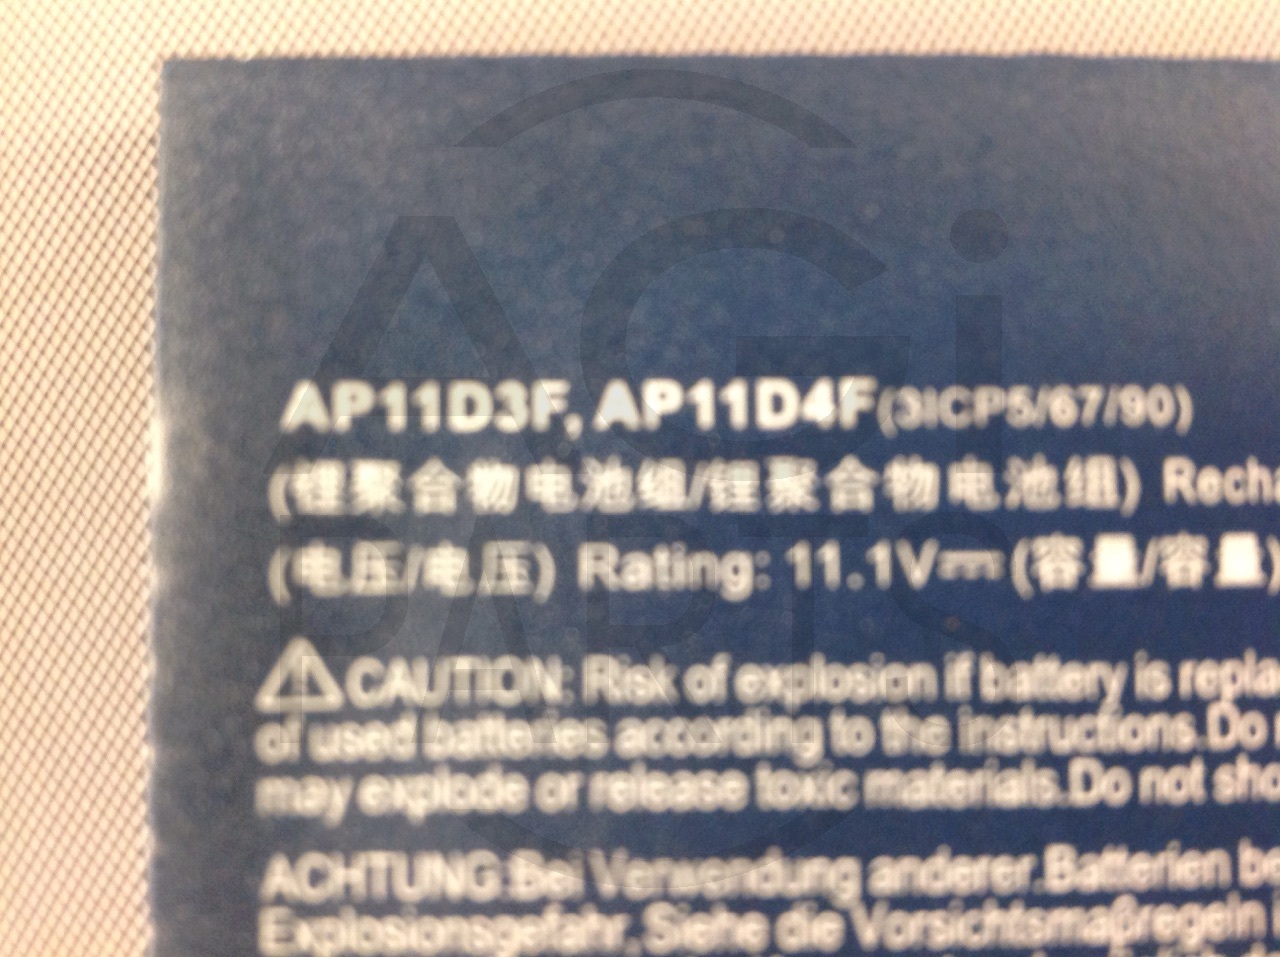 AGi
PARTS
AP11D3F, AP11D4F(3ICP5/67/90)
(锂聚合物电池组/锂聚合物电池组) Recha
(电压/电压) Rating: 11.1V⎓(容量/容量)
⚠CAUTION: Risk of explosion if battery is repla
of used batteries according to the instructions.Do
may explode or release toxic materials.Do not sho
ACHTUNG:Bei Verwendung anderer.Batterien be
Explosionsgefahr.Siehe die Vorsichtsmaßregeln